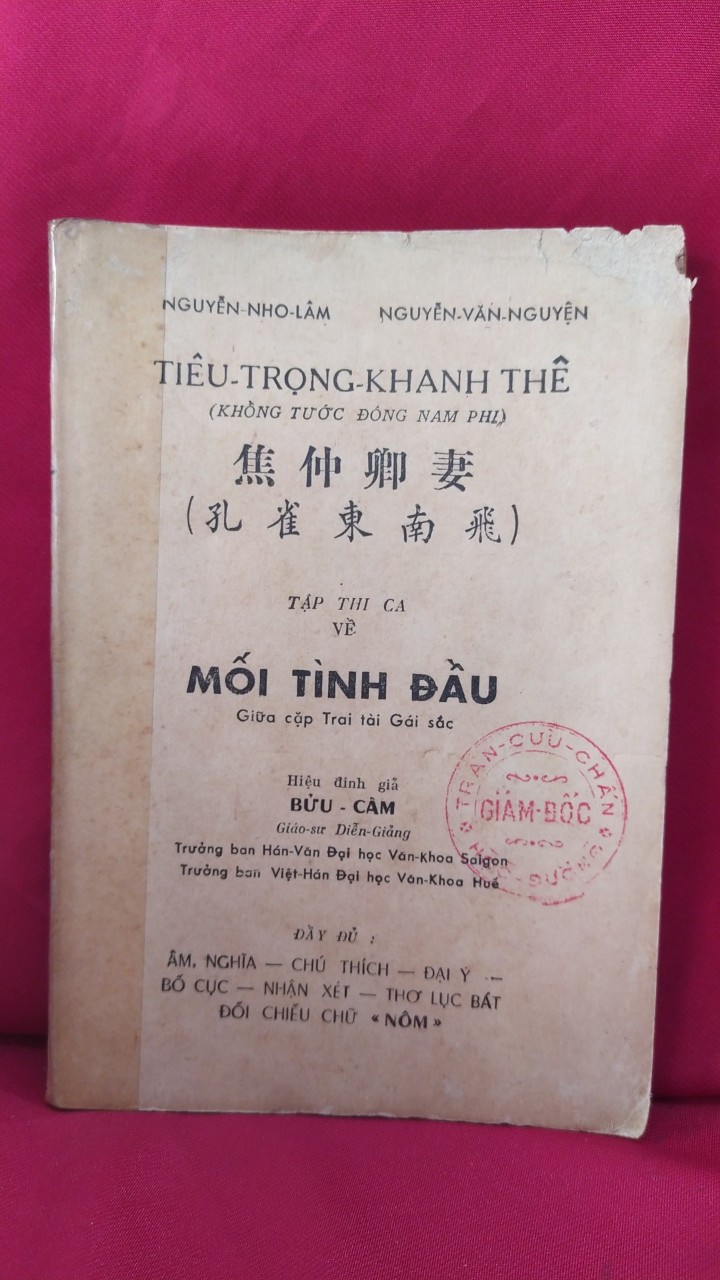 NGUYỄN-NHO-LÂM NGUYỄN-VĂN-NGUYỆN
TIÊU-TRỌNG-KHANH THÊ
(KHỔNG TƯỚC ĐÔNG NAM PHI)
焦仲卿妻
(孔雀東南飛)
TẬP THI CA
VỀ
MỐI TÌNH ĐẦU
Giữa cặp Trai tài Gái sắc
Hiệu đính giả
BỬU - CẦM
Giáo-sư Diễn-Giảng
Trưởng ban Hán-Văn Đại học Văn-Khoa Saigon
Trưởng ban Việt-Hán Đại học Văn-Khoa Huế
TRẦN-CỬU-CHẤN
GIÁM-ĐỐC
ĐẦY ĐỦ :
ÂM, NGHĨA — CHÚ THÍCH — ĐẠI Ý —
BỐ CỤC — NHẬN XÉT — THƠ LỤC BÁT
ĐỐI CHIẾU CHỮ « NÔM »